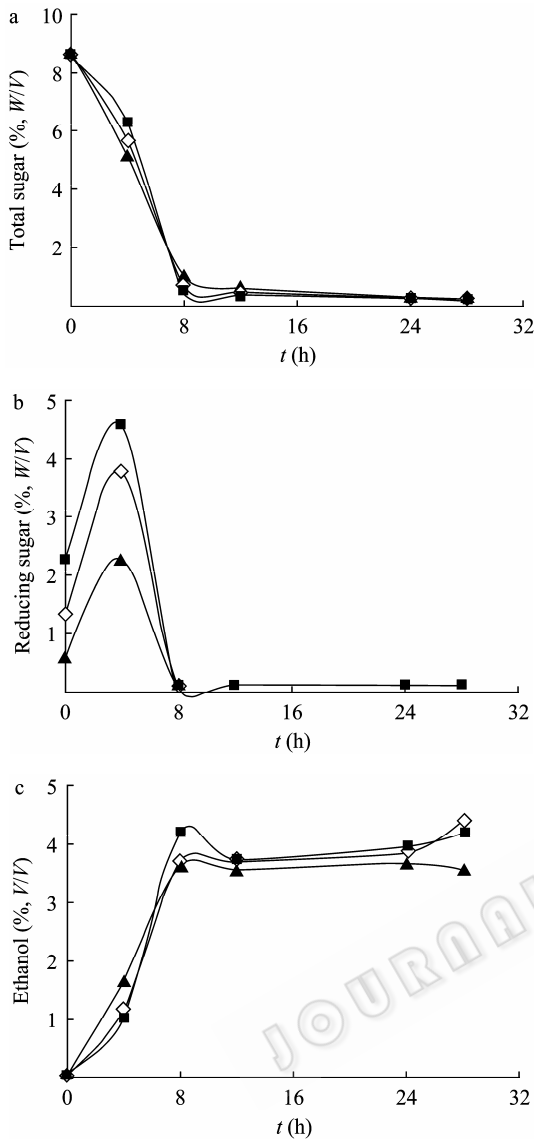 a
Total sugar (%, W/V)
10
8
6
4
2
0 8 16 24 32
t (h)
b
Reducing sugar (%, W/V)
5
4
3
2
1
0 8 16 24 32
t (h)
c
Ethanol (%, V/V)
5
4
3
2
1
0 8 16 24 32
t (h)
JOURNA